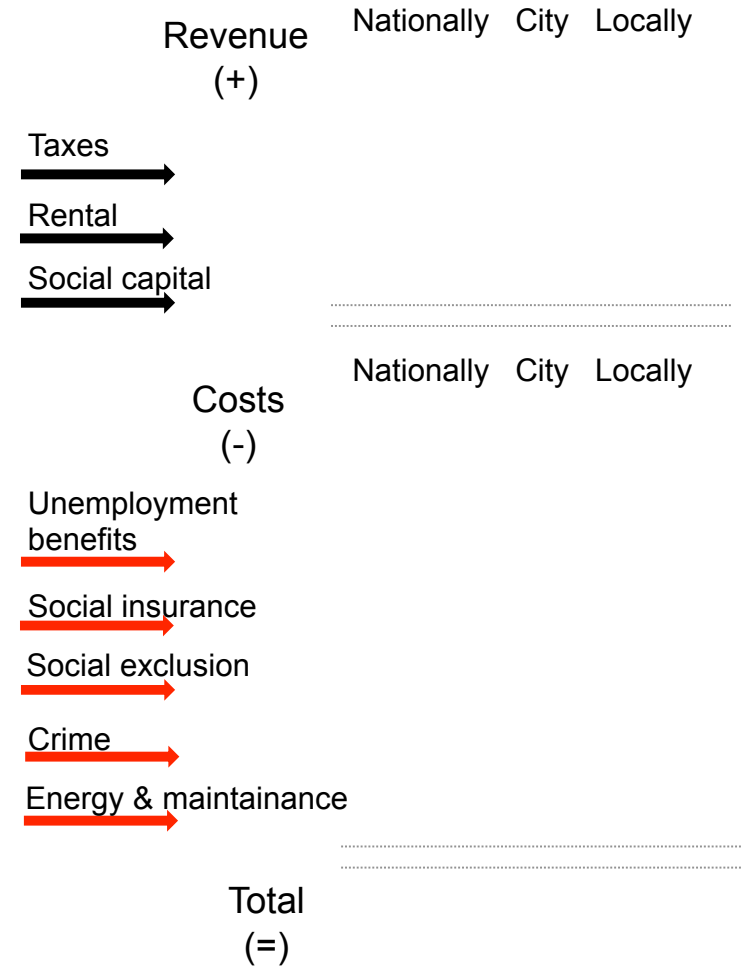 Revenue Nationally City Locally
(+)
Taxes
Rental
Social capital
Nationally City Locally
Costs
(-)
Unemployment
benefits
Social insurance
Social exclusion
Crime
Energy & maintainance
Total
(=)